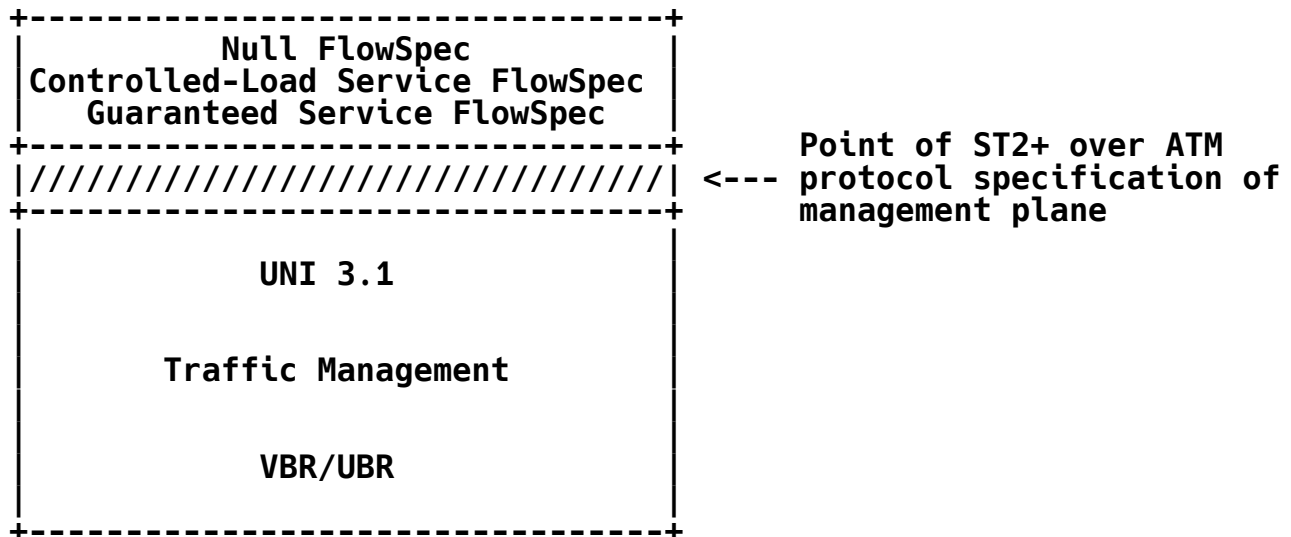 +---------------------------------+
|          Null FlowSpec          |
|Controlled-Load Service FlowSpec |
|   Guaranteed Service FlowSpec   |
+---------------------------------+      Point of ST2+ over ATM
|/////////////////////////////////| <--- protocol specification of
+---------------------------------+      management plane
|            UNI 3.1              |
|       Traffic Management        |
|            VBR/UBR              |
+---------------------------------+